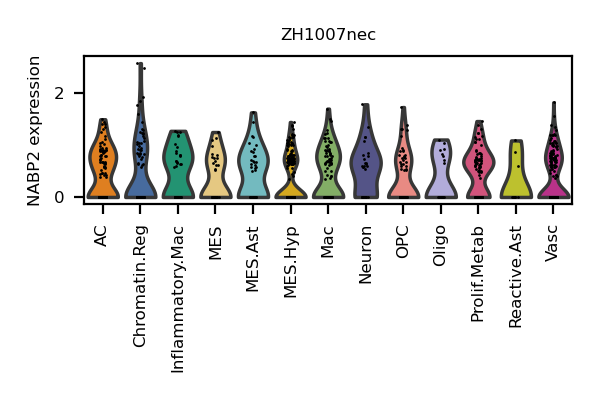 ZH1007nec
NABP2 expression
2
0
AC
Chromatin.Reg
Inflammatory.Mac
MES
MES.Ast
MES.Hyp
Mac
Neuron
OPC
Oligo
Prolif.Metab
Reactive.Ast
Vasc